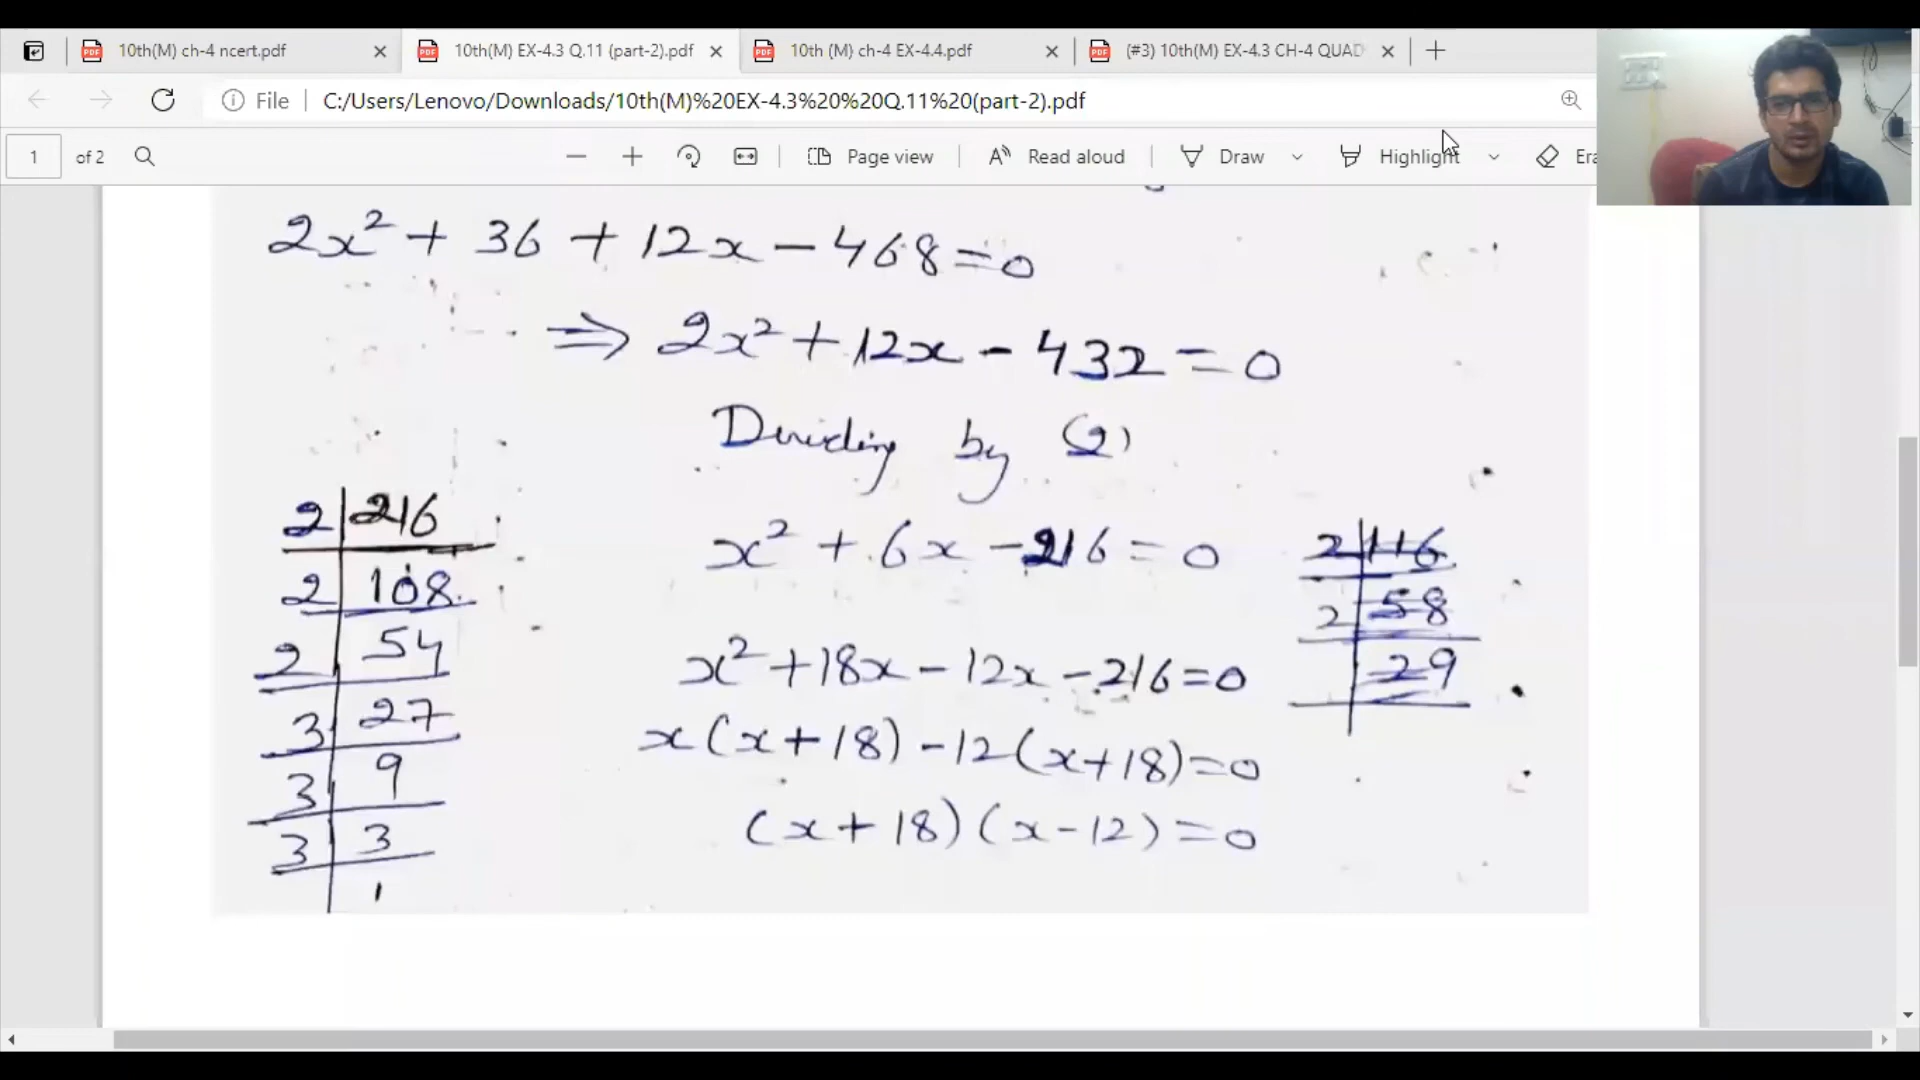 10th(M) ch-4 ncert.pdf
10th(M) EX-4.3 Q.11 (part-2).pdf
10th (M) ch-4 EX-4.4.pdf
(#3) 10th(M) EX-4.3 CH-4 QUAD
File
C:/Users/Lenovo/Downloads/10th(M)%20EX-4.3%20%20Q.11%20(part-2).pdf
1 of 2
Page view
Read aloud
Draw
Highlight
Era
2x² + 36 + 12x - 468 = 0
⇒ 2x² + 12x - 432 = 0
Dividing by (2)
x² + 6x - 216 = 0
x² + 18x - 12x - 216 = 0
x(x + 18) - 12(x + 18) = 0
(x + 18) (x - 12) = 0
2 | 216
2 | 108
2 | 54
3 | 27
3 | 9
3 | 3
1
2 | 116
2 | 58
29